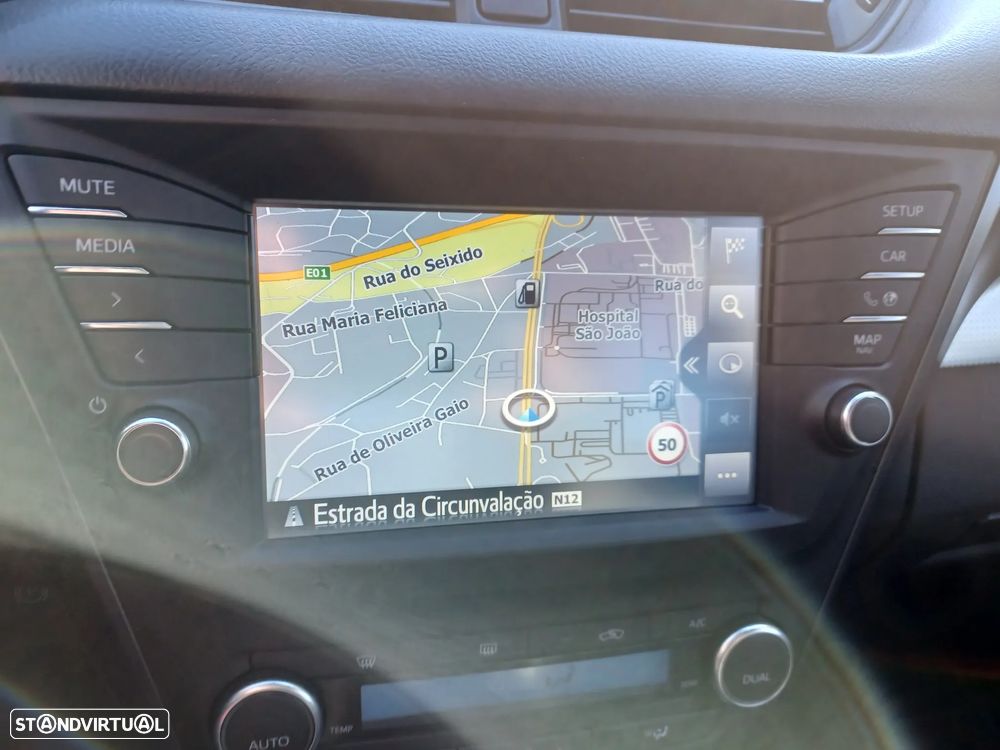 MUTE
MEDIA
SETUP
CAR
MAP
NAV
E01
Rua do Seixido
Rua Maria Feliciana
Rua do
Hospital
São João
P
P
Rua de Oliveira Gaio
50
Estrada da Circunvalação N12
A/C
TEMP
AUTO
DUAL
STANDVIRTUAL